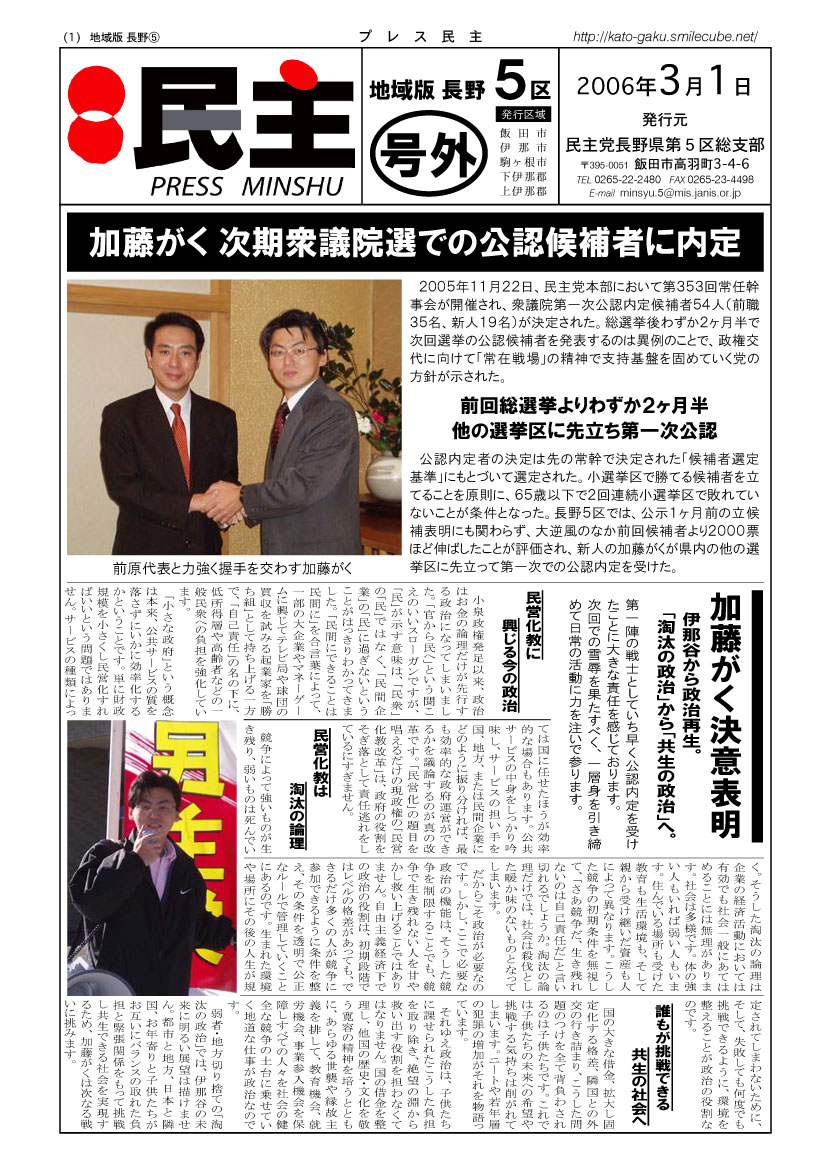 (1) 地域版 長野⑤
プレス民主
http://kato-gaku.smilecube.net/
民主
PRESS MINSHU
地域版 長野5区
号外
発行区域
飯田市
伊那市
駒ヶ根市
下伊那郡
上伊那郡
2006年3月1日
発行元
民主党長野県第5区総支部
〒395-0051 飯田市高羽町3-4-6
TEL 0265-22-2480 FAX 0265-23-4498
E-mail minsyu.5@mis.janis.or.jp
加藤がく 次期衆議院選での公認候補者に内定
2005年11月22日、民主党本部において第353回常任幹
事会が開催され、衆議院第一次公認内定候補者54人(前職
35名、新人19名)が決定された。総選挙後わずか2ヶ月半で
次回選挙の公認候補者を発表するのは異例のことで、政権交
代に向けて「常在戦場」の精神で支持基盤を固めていく党の
方針が示された。
前回総選挙よりわずか2ヶ月半
他の選挙区に先立ち第一次公認
公認内定者の決定は先の常幹で決定された「候補者選定
基準」にもとづいて選定された。小選挙区で勝てる候補者を立
てることを原則に、65歳以下で2回連続小選挙区で敗れてい
ないことが条件となった。長野5区では、公示1ヶ月前の立候
補表明にも関わらず、大逆風のなか前回候補者より2000票
ほど伸ばしたことが評価され、新人の加藤がくが県内の他の選
挙区に先立って第一次での公認内定を受けた。
前原代表と力強く握手を交わす加藤がく
加藤がく決意表明
「淘汰の政治」から「共生の政治」へ。
伊那谷から政治再生。
第一陣の戦士としていち早く公認内定を受け
たことに大きな責任を感じております。
次回での雪辱を果たすべく、一層身を引き締
めて日常の活動に力を注いで参ります。
民営化教に
興じる今の政治
小泉政権発足以来、政治
はお金の論理だけが先行す
る政治になってしまいまし
た。「官から民へ」という聞こ
えのいいスローガンですが、
「民」が示す意味は、「民衆
の「民」ではなく、「民間企
業の「民」に過ぎないという
ことがはっきりわかってきま
した。「民間にできることは
民間に」を合言葉によって、
一部の大企業やマネーゲー
ムに興じてテレビ局や球団の
買収を試みる起業家を「勝
ち組」として持ち上げる一方
で、「自己責任」の名の下に、
低所得層や高齢者などの一
般民衆への負担を強化してい
ます。
「小さな政府」という概念
は本来、公共サービスの質を
落さずにいかに効率化する
かということです。単に財政
規模を小さくし民営化すれ
ばいいという問題ではありま
せん。サービスの種類によっ
ては国に任せたほうが効率
的な場合もあります。公共
サービスの中身をしっかり吟
味し、サービスの担い手を
国、地方、または民間企業に
どのように振り分ければ、最
も効率的な政府運営ができ
るかを議論するのが真の改
革です。「民営化」の題目を
唱えるだけの現政権の「民営
化教改革」は、政府の役割を
そぎ落として責任逃れをし
ているにすぎません。
民営化教は
淘汰の論理
競争によって強いものが生
き残り、弱いものは死んでい
く。そうした淘汰の論理は
企業の経済活動においては
有効でも社会一般にあては
めることには無理がありま
す。社会は多様です。体の強
い人もいれば弱い人もいま
す。住んでいる場所も受けた
教育も生活環境も、そして
親から受け継いだ資産も人
によって異なります。こうし
た競争の初期条件を無視し
て、「さあ競争だ、生き残れ
ないのは自己責任だ」と言い
切れるでしょうか。淘汰の論
理だけでは、社会は殺伐とし
た暖か味のないものとなって
しまいます。
だからこそ政治が必要なの
です。しかし、ここで必要な
政治の機能は、そうした競
争を制限することでも、競
争で生き残れない人を甘や
かし救い上げることではあり
ません。自由主義経済下で
の政治の役割は、初期段階で
はレベルの格差があっても、で
きるだけ多くの人が競争に
参加できるように条件を整
え、その条件を透明で公正
なルールで管理していくこと
にあるのです。生まれた環境
や場所にその後の人生が規
定されてしまわないために、
そして、失敗しても何度でも
挑戦できるように、環境を
整えることが政治の役割な
のです。
誰もが挑戦できる
共生の社会へ
国の大きな借金、拡大し固
定化する格差、隣国との外
交の行き詰まり、こうした問
題のつけを全て背負わされ
るのは子供たちです。これで
は子供たちの未来への希望や
挑戦する気持ちは削がれて
しまいます。ニートや若年層
の犯罪の増加がそれを物語っ
ています。
それゆえ政治は、子供たち
に課せられたこうした負担
を取り除き、絶望の淵から
救い出す役割を担わなくて
はなりません。国の借金を整
理し、他国の歴史・文化を敬
う寛容の精神を培うととも
に、あらゆる世襲や縁故主
義を排して、教育機会、就
労機会、事業参入機会を保
障しすべての人々を社会の健
全な競争の土台に乗せてい
く地道な仕事が政治なので
す。
弱者・地方切り捨ての「淘
汰の政治」では、伊那谷の未
来に明るい展望は描けませ
ん。都市と地方、日本と隣
国、お年寄りと子供たちが
お互いにバランスの取れた負
担と緊張関係をもって挑戦
し共生できる社会を実現す
るため、加藤がくは次なる戦
いに挑みます。